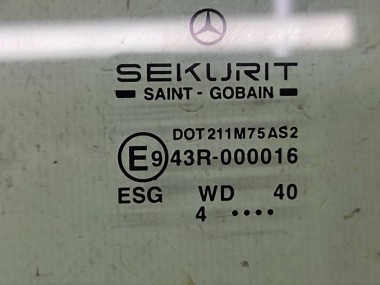 SEKURIT
SAINT - GOBAIN
DOT 211 M75 AS2
E9 43R-000016
ESG WD 40
4 ····